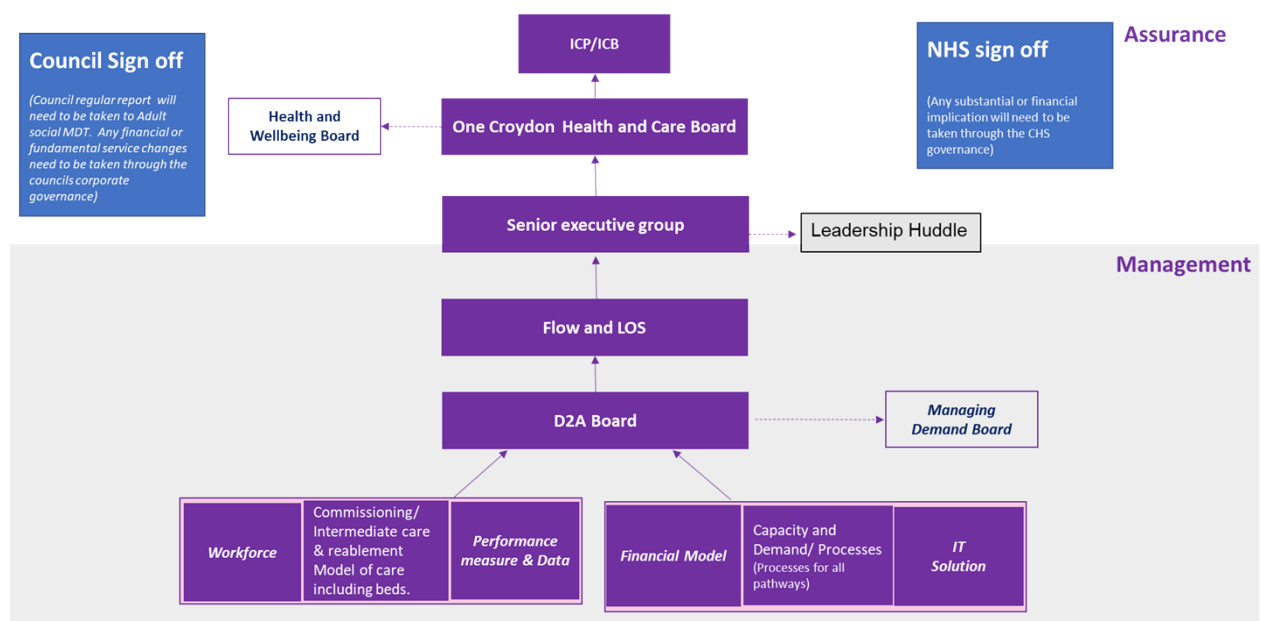 ICP/ICB
Assurance
Council Sign off
(Council regular report will
need to be taken to Adult
social MDT. Any financial or
fundamental service changes
need to be taken through the
councils corporate
governance)
NHS sign off
(Any substantial or financial
implication will need to be
taken through the CHS
governance)
Health and
Wellbeing Board
One Croydon Health and Care Board
Senior executive group
Leadership Huddle
Management
Flow and LOS
D2A Board
Managing
Demand Board
Workforce
Commissioning/
Intermediate care
& reablement
Model of care
including beds.
Performance
measure & Data
Financial Model
Capacity and
Demand/ Processes
(Processes for all
pathways)
IT
Solution